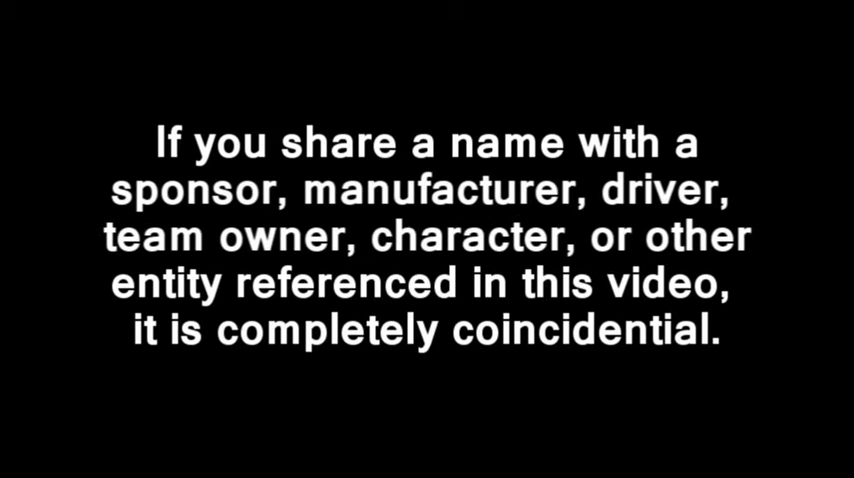 If you share a name with a
sponsor, manufacturer, driver,
team owner, character, or other
entity referenced in this video,
it is completely coincidential.